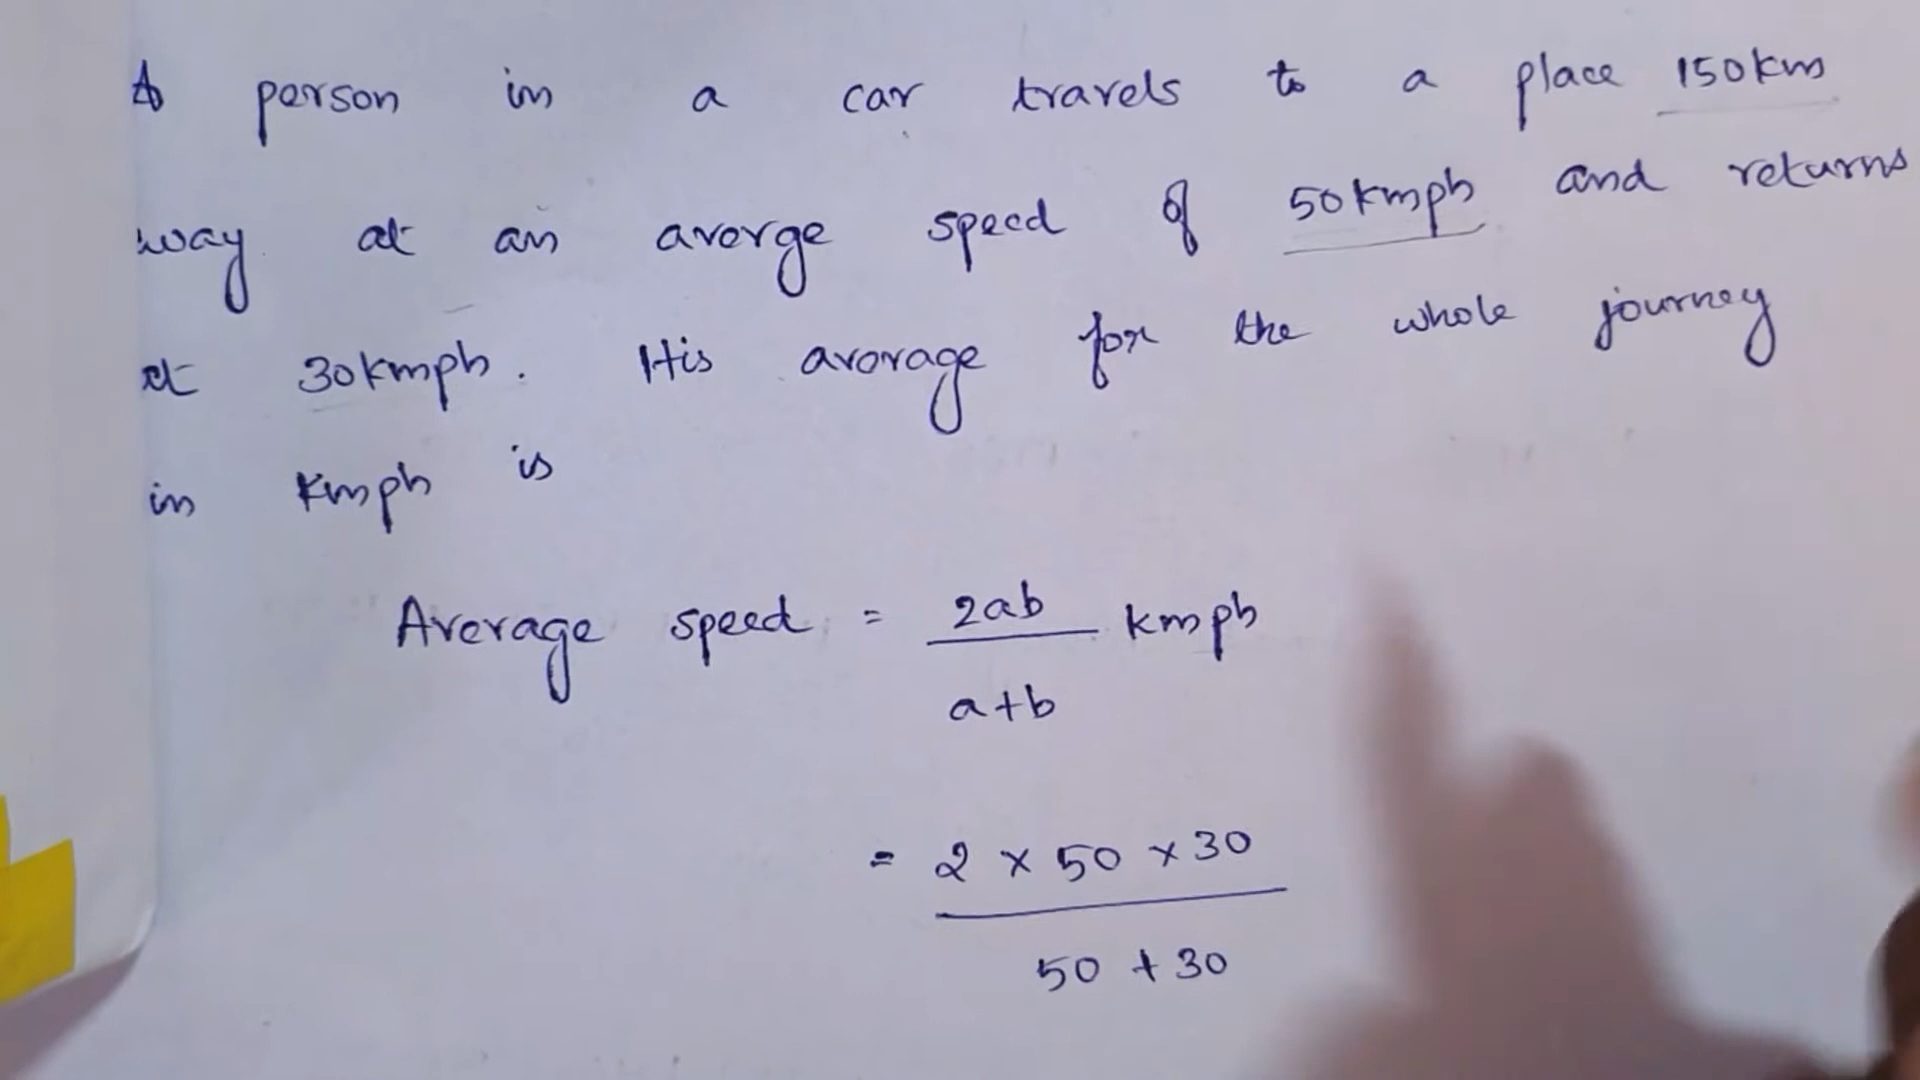 A person in a car travels to a place 150km
way at an averge speed of 50kmph and returns
at 30kmph. His average for the whole journey
in kmph is
Average speed = 2ab kmph
a+b
= 2 x 50 x 30
50 + 30